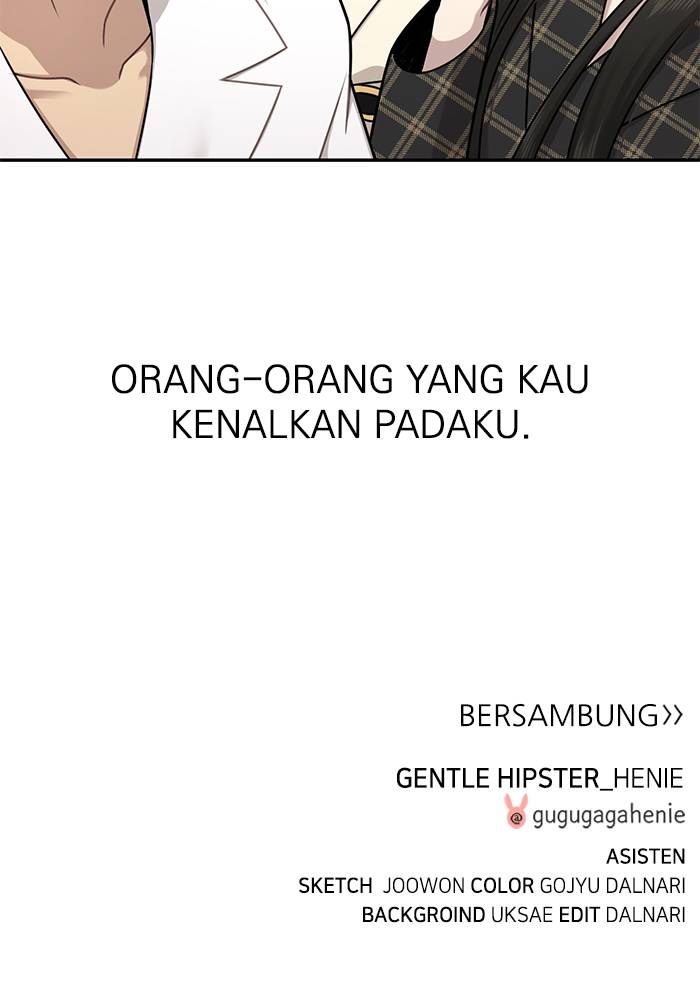 ORANG-ORANG YANG KAU
KENALKAN PADAKU.
BERSAMBUNG>>
GENTLE HIPSTER_HENIE
@ gugugagahenie
ASISTEN
SKETCH JOOWON COLOR GOJYU DALNARI
BACKGROIND UKSAE EDIT DALNARI